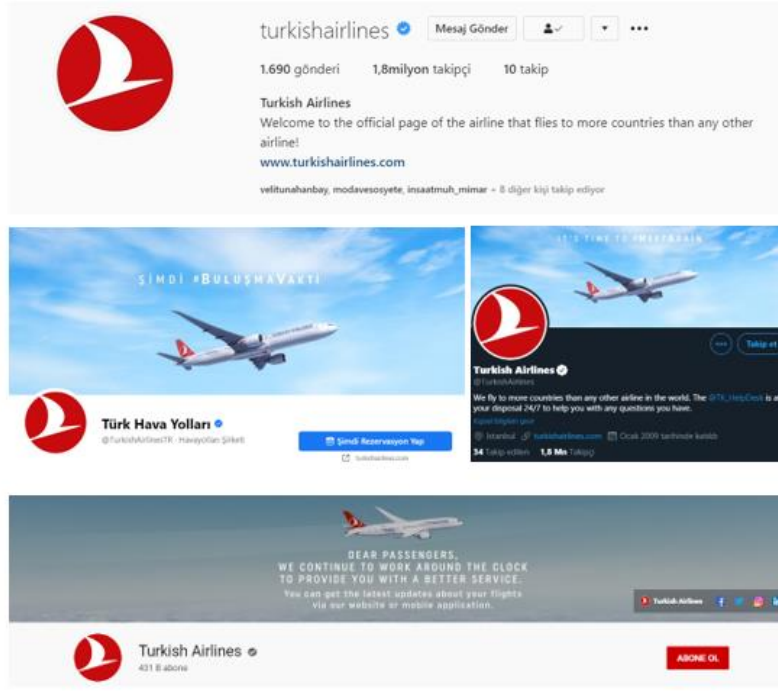 turkishairlines
Mesaj Gönder
1.690 gönderi 1,8milyon takipçi 10 takip
Turkish Airlines
Welcome to the official page of the airline that flies to more countries than any other
airline!
www.turkishairlines.com
velitunahanbay, modavesosyete, insaatmuh_mimar + 8 diğer kişi takip ediyor
ŞİMDİ #BULUŞMAVAKTİ
Türk Hava Yolları
@TurkishAirlinesTR · Havayolları Şirketi
Şimdi Rezervasyon Yap
turkishairlines.com
IT'S TIME TO #MEETAGAIN
Takip et
Turkish Airlines
@TurkishAirlines
We fly to more countries than any other airline in the world. The @TK_HelpDesk is a
your disposal 24/7 to help you with any questions you have.
Istanbul turkishairlines.com Ocak 2009 tarihinde katıldı
34 Takip edilen 1,8 Mn Takipçi
DEAR PASSENGERS,
WE CONTINUE TO WORK AROUND THE CLOCK
TO PROVIDE YOU WITH A BETTER SERVICE.
You can get the latest updates about your flights
via our website or mobile application.
Turkish Airlines
Turkish Airlines
431 B abone
ABONE OL